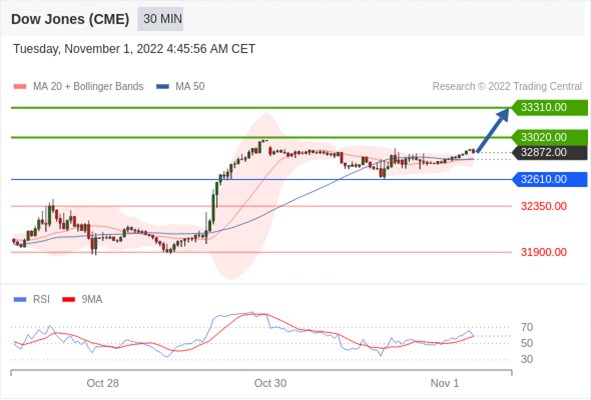 Dow Jones (CME) 30 MIN
Tuesday, November 1, 2022 4:45:56 AM CET
MA 20 + Bollinger Bands MA 50 Research © 2022 Trading Central
33310.00
33020.00
32872.00
32610.00
32350.00
31900.00
RSI 9MA
70
50
30
Oct 28 Oct 30 Nov 1